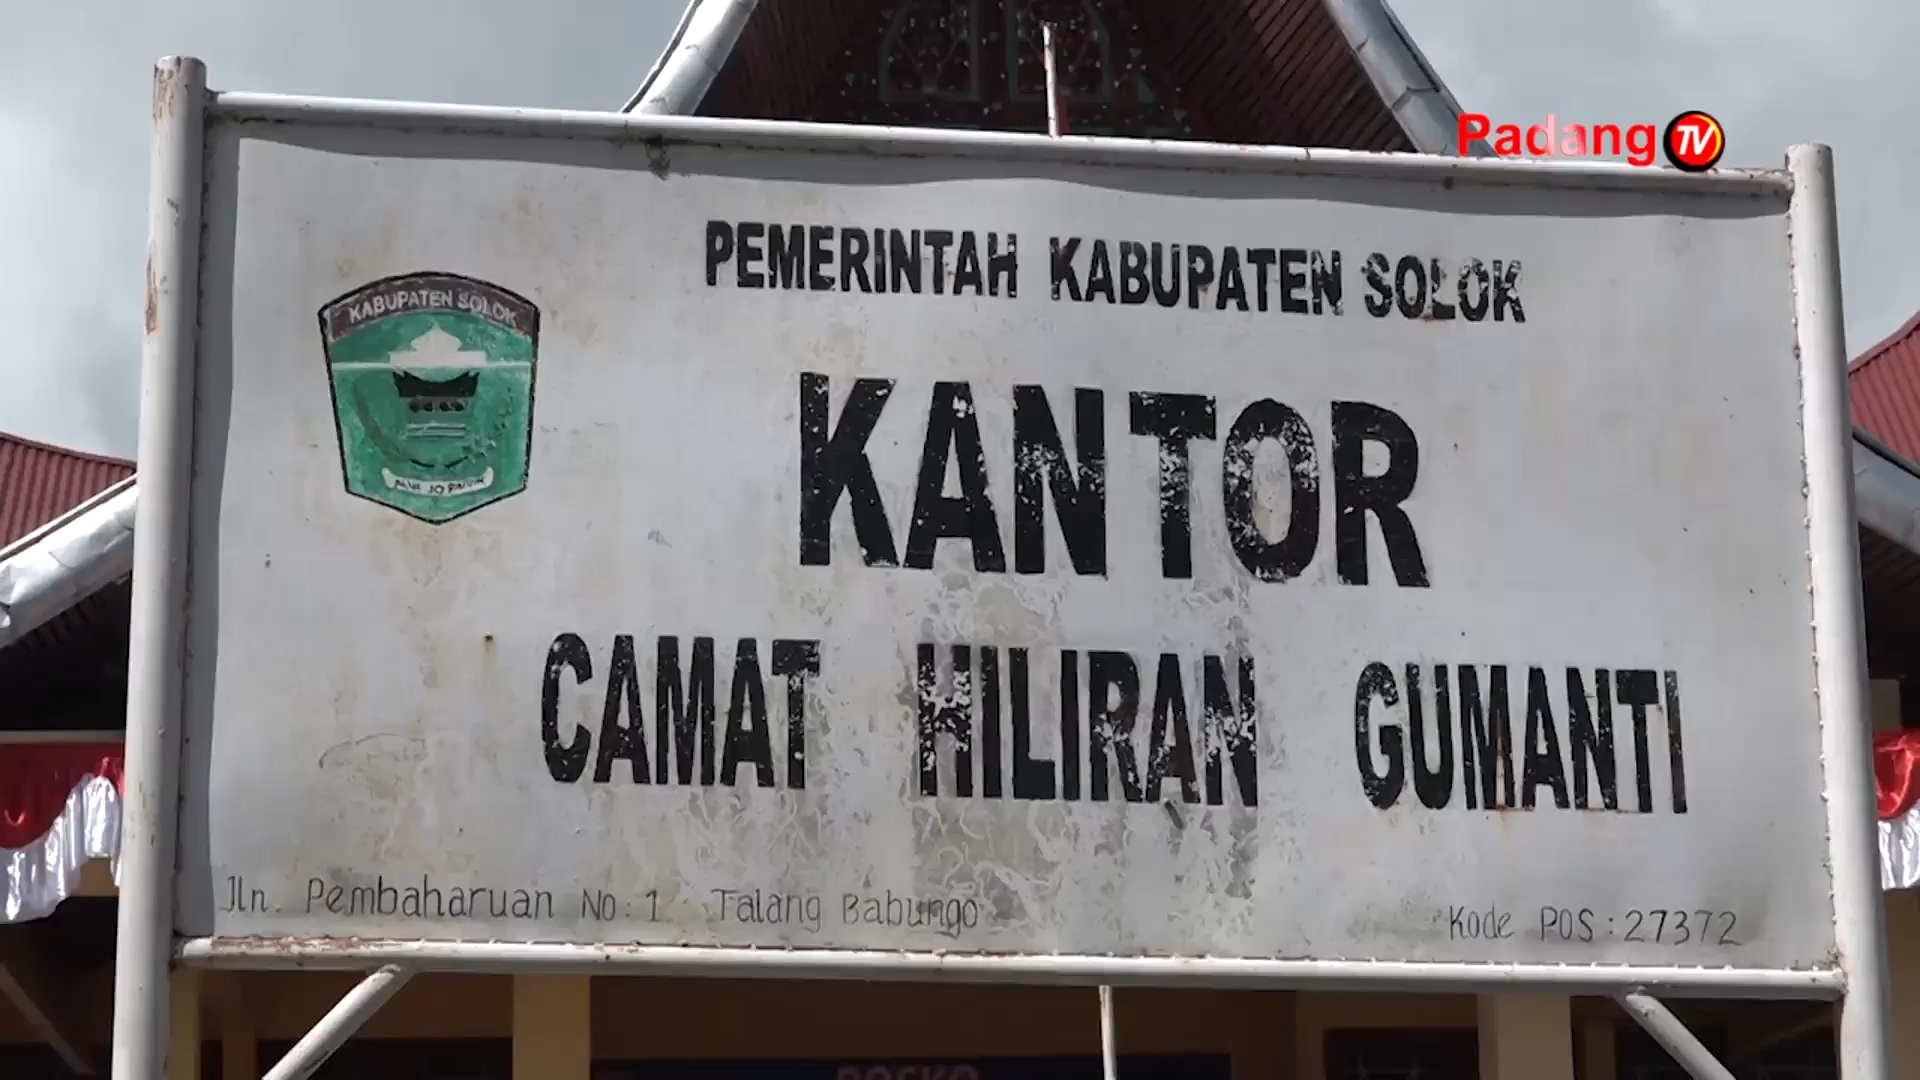 Padang TV
PEMERINTAH KABUPATEN SOLOK
KABUPATEN SOLOK
KANTOR
CAMAT HILIRAN GUMANTI
Jln. Pembaharuan No : 1 Talang Babungo
Kode POS : 27372
POSKO